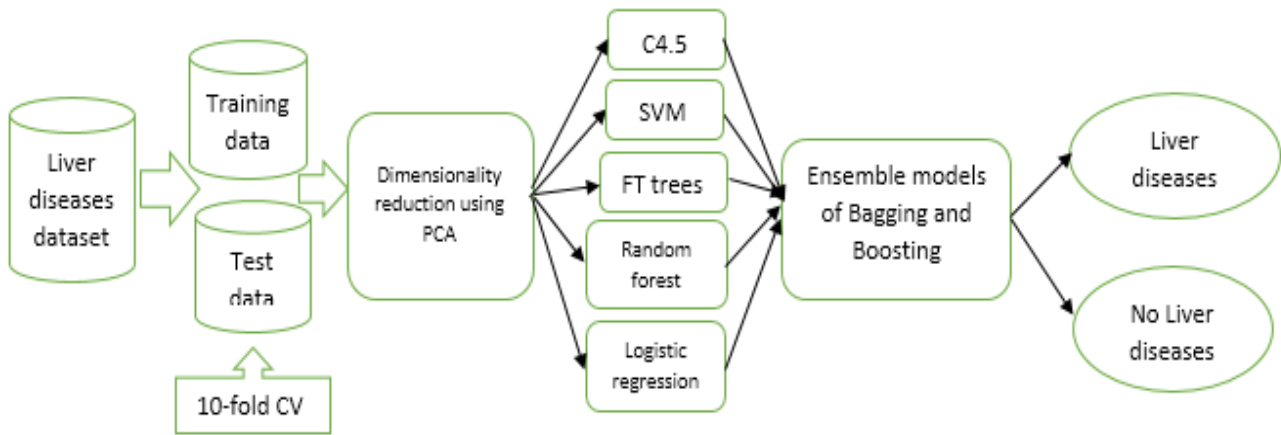 Liver
diseases
dataset
Training
data
Test
data
10-fold CV
Dimensionality
reduction using
PCA
C4.5
SVM
FT trees
Random
forest
Logistic
regression
Ensemble models
of Bagging and
Boosting
Liver
diseases
No Liver
diseases